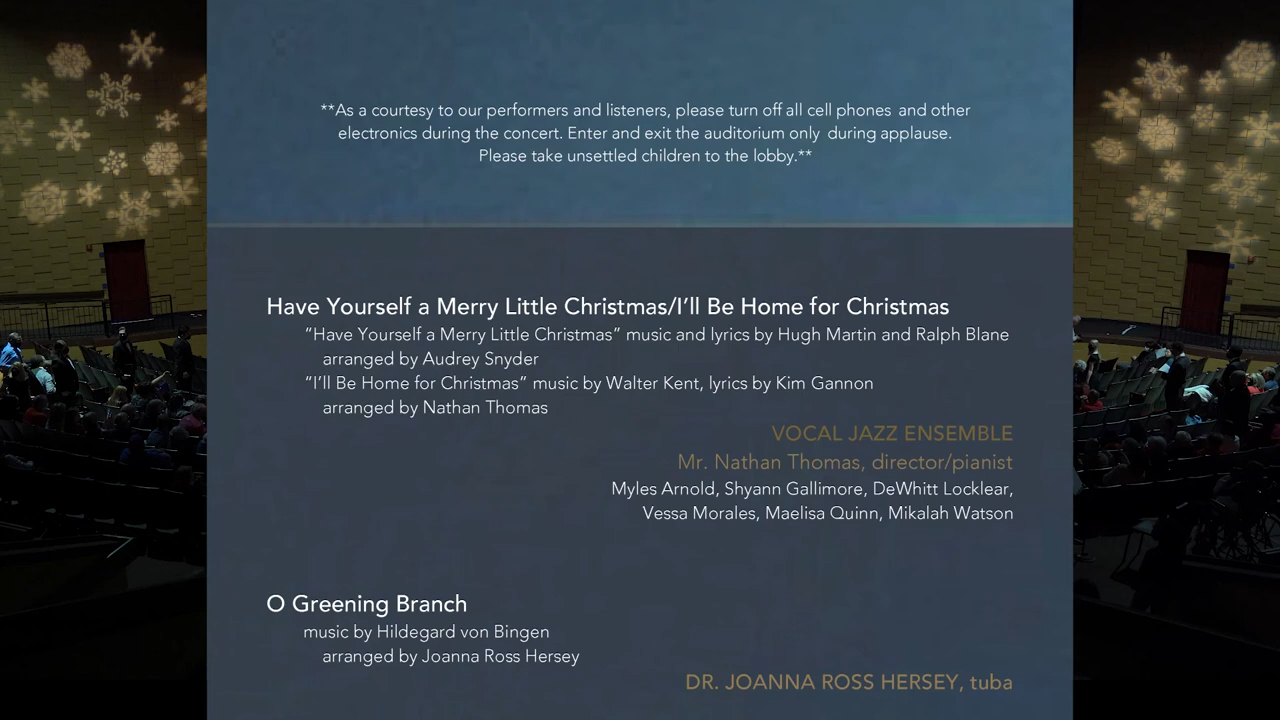 **As a courtesy to our performers and listeners, please turn off all cell phones and other
electronics during the concert. Enter and exit the auditorium only during applause.
Please take unsettled children to the lobby.**
Have Yourself a Merry Little Christmas/I'll Be Home for Christmas
"Have Yourself a Merry Little Christmas" music and lyrics by Hugh Martin and Ralph Blane
arranged by Audrey Snyder
"I'll Be Home for Christmas" music by Walter Kent, lyrics by Kim Gannon
arranged by Nathan Thomas
VOCAL JAZZ ENSEMBLE
Mr. Nathan Thomas, director/pianist
Myles Arnold, Shyann Gallimore, DeWhitt Locklear,
Vessa Morales, Maelisa Quinn, Mikalah Watson
O Greening Branch
music by Hildegard von Bingen
arranged by Joanna Ross Hersey
DR. JOANNA ROSS HERSEY, tuba